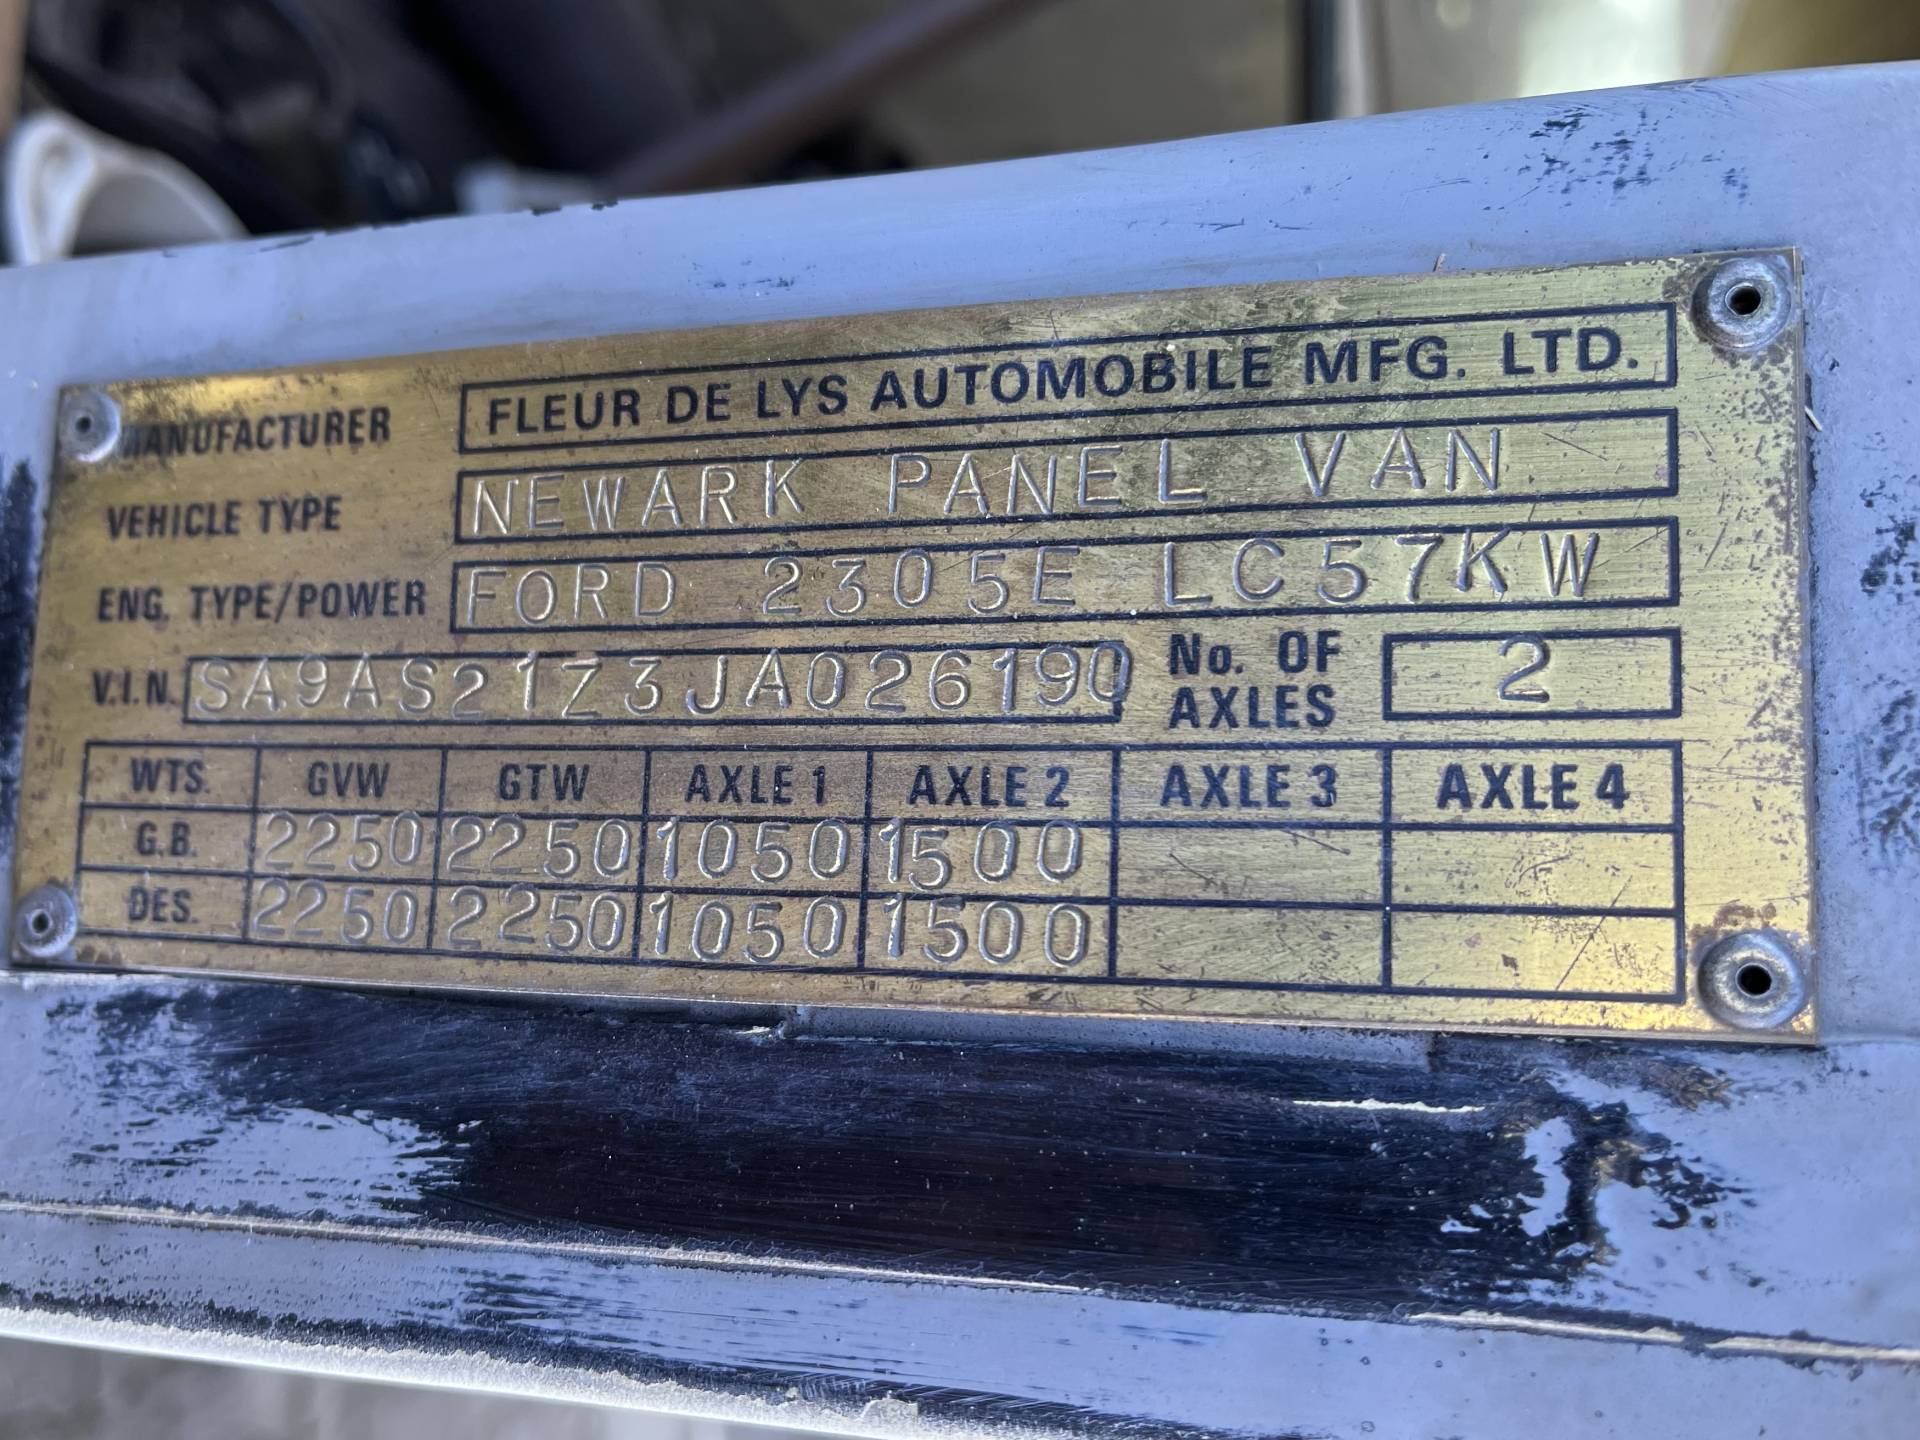 MANUFACTURER FLEUR DE LYS AUTOMOBILE MFG. LTD.
VEHICLE TYPE NEWARK PANEL VAN
ENG. TYPE/POWER FORD 2305E LC57KW
V.I.N. SA9AS21Z3JA026190 No. OF AXLES 2
WTS. GVW GTW AXLE 1 AXLE 2 AXLE 3 AXLE 4
G.B. 2250 2250 1050 1500
DES. 2250 2250 1050 1500